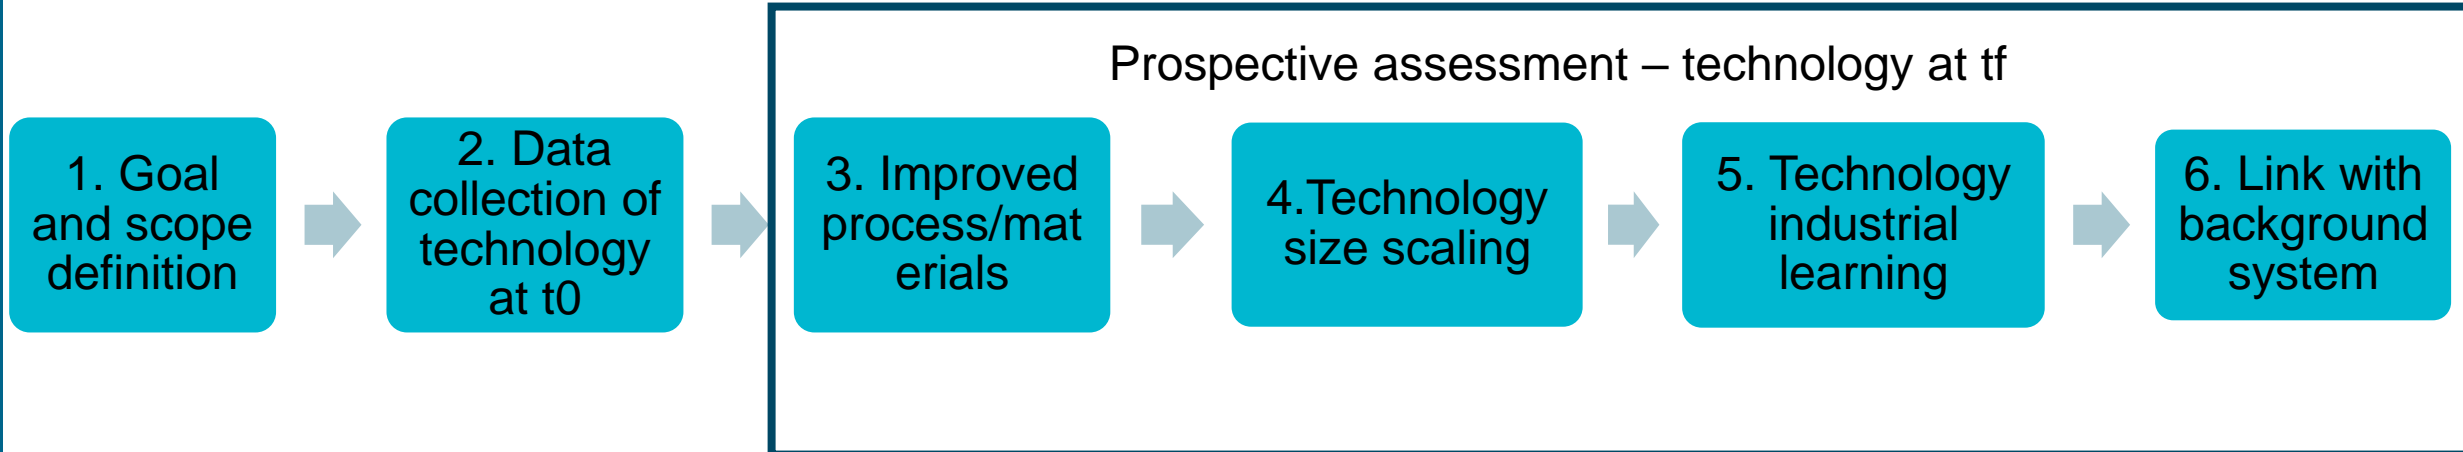 Prospective assessment – technology at tf
1. Goal
and scope
definition
2. Data
collection of
technology
at t0
3. Improved
process/mat
erials
4.Technology
size scaling
5. Technology
industrial
learning
6. Link with
background
system